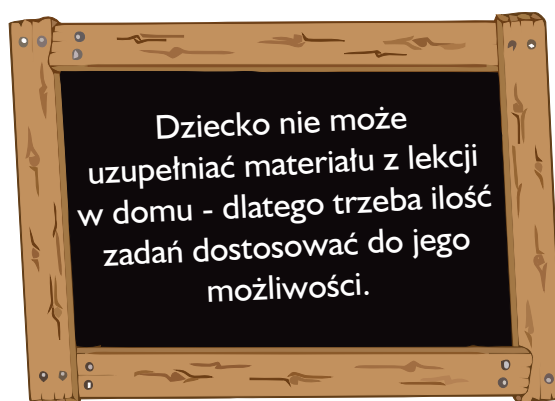 Dziecko nie może
uzupełniać materiału z lekcji
w domu - dlatego trzeba ilość
zadań dostosować do jego
możliwości.